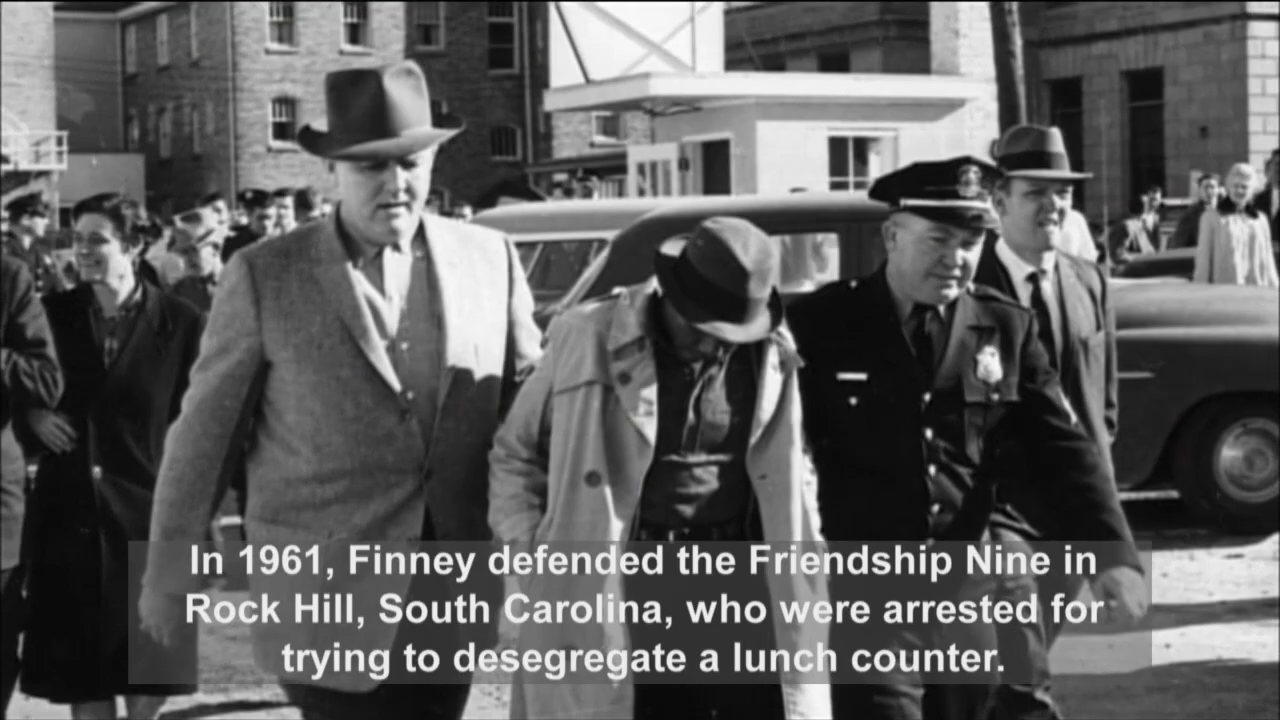 In 1961, Finney defended the Friendship Nine in
Rock Hill, South Carolina, who were arrested for
trying to desegregate a lunch counter.